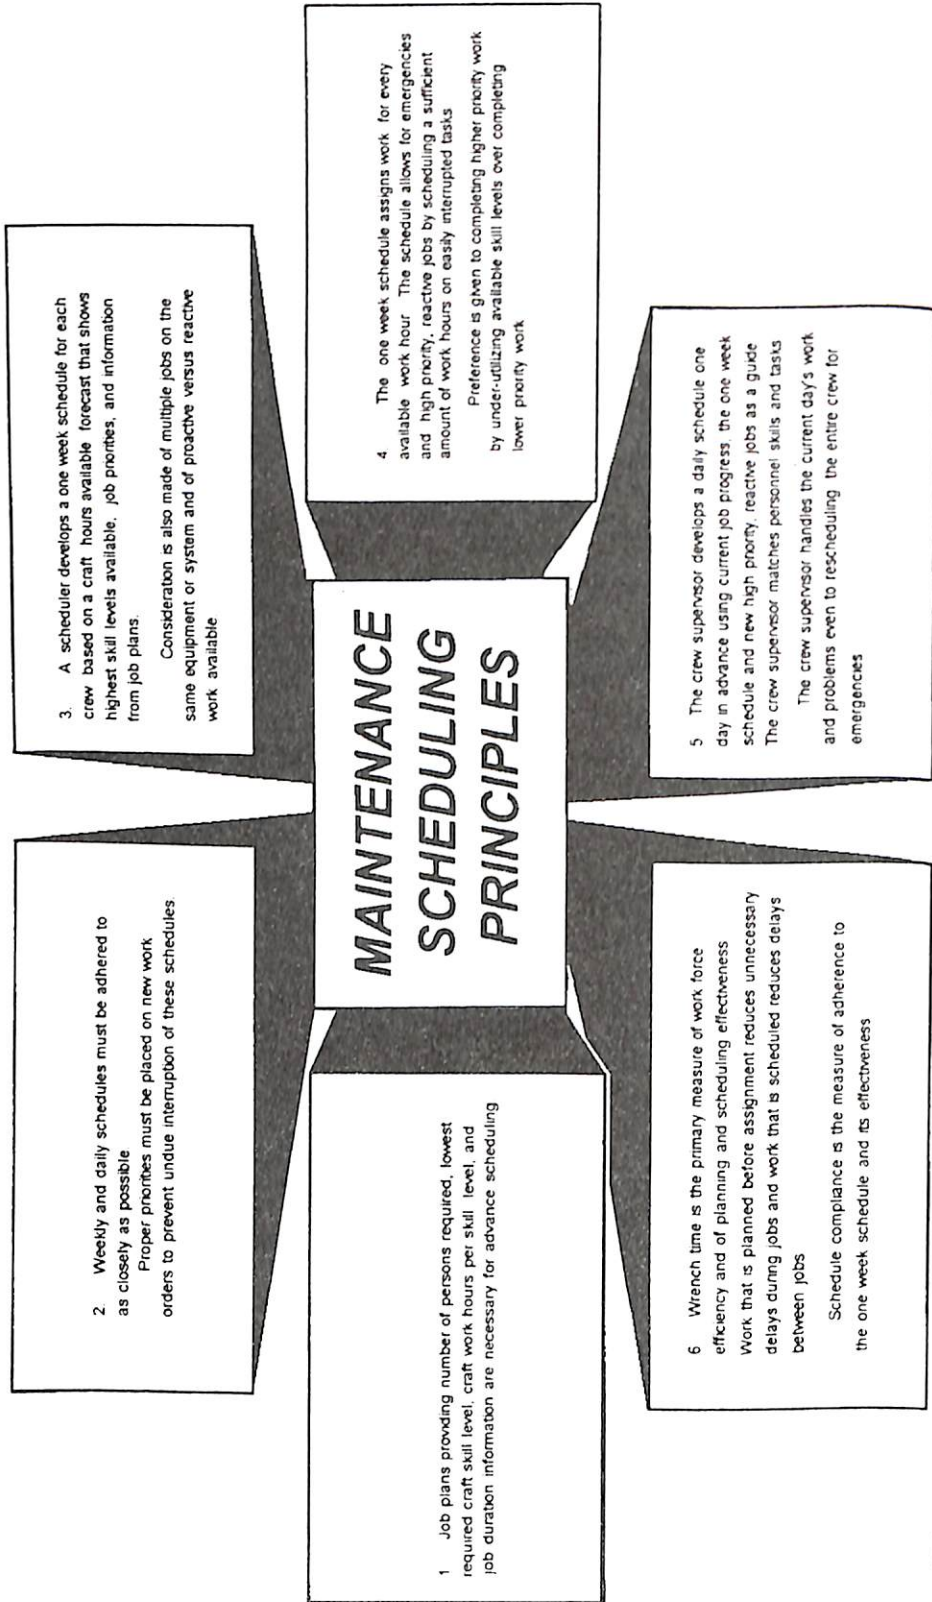 MAINTENANCE
SCHEDULING
PRINCIPLES
1 Job plans providing number of persons required, lowest
required craft skill level, craft work hours per skill level, and
job duration information are necessary for advance scheduling
2. Weekly and daily schedules must be adhered to
as closely as possible
Proper priorities must be placed on new work
orders to prevent undue interruption of these schedules.
3. A scheduler develops a one week schedule for each
crew based on a craft hours available forecast that shows
highest skill levels available, job priorities, and information
from job plans.
Consideration is also made of multiple jobs on the
same equipment or system and of proactive versus reactive
work available
4 The one week schedule assigns work for every
available work hour The schedule allows for emergencies
and high priority, reactive jobs by scheduling a sufficient
amount of work hours on easily interrupted tasks
Preference is given to completing higher priority work
by under-utilizing available skill levels over completing
lower priority work
5 The crew supervisor develops a daily schedule one
day in advance using current job progress, the one week
schedule and new high priority, reactive jobs as a guide
The crew supervisor matches personnel skills and tasks
The crew supervisor handles the current day's work
and problems even to rescheduling the entire crew for
emergencies
6 Wrench time is the primary measure of work force
efficiency and of planning and scheduling effectiveness
Work that is planned before assignment reduces unnecessary
delays during jobs and work that is scheduled reduces delays
between jobs
Schedule compliance is the measure of adherence to
the one week schedule and its effectiveness